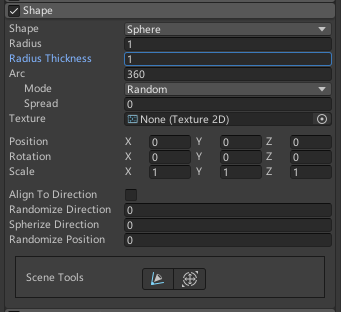 Shape
Shape Sphere
Radius 1
Radius Thickness 1
Arc 360
Mode Random
Spread 0
Texture None (Texture 2D)
Position X 0 Y 0 Z 0
Rotation X 0 Y 0 Z 0
Scale X 1 Y 1 Z 1
Align To Direction
Randomize Direction 0
Spherize Direction 0
Randomize Position 0
Scene Tools